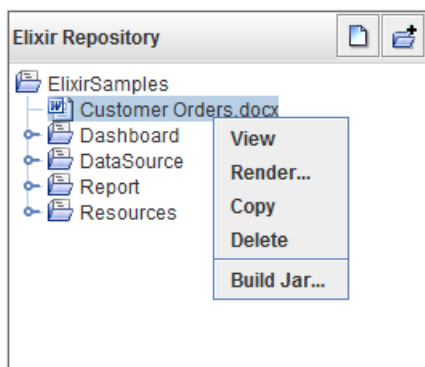 Elixir Repository
ElixirSamples
Customer Orders.docx
Dashboard
DataSource
Report
Resources
View
Render...
Copy
Delete
Build Jar...